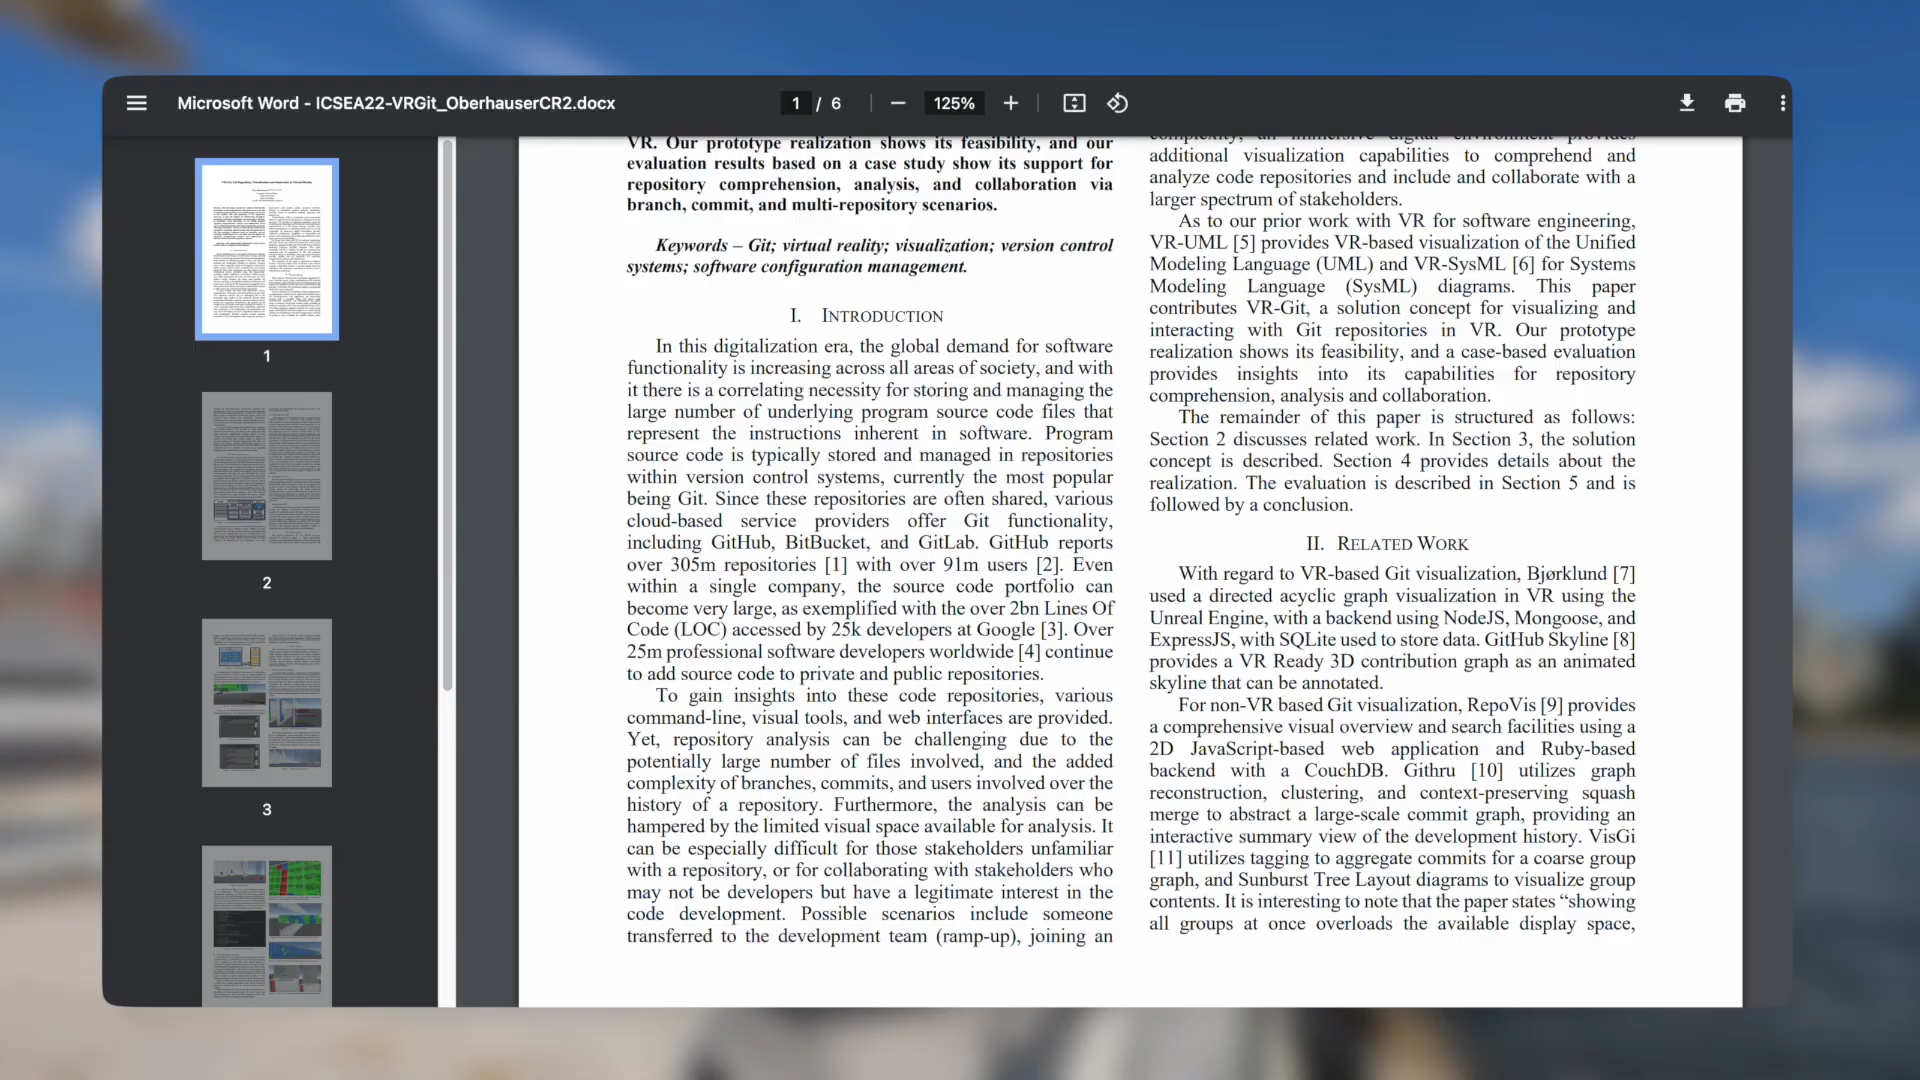 Microsoft Word - ICSEA22-VRGit_OberhauserCR2.docx
1 / 6
125%
1
2
3
VR. Our prototype realization shows its feasibility, and our
evaluation results based on a case study show its support for
repository comprehension, analysis, and collaboration via
branch, commit, and multi-repository scenarios.
Keywords – Git; virtual reality; visualization; version control
systems; software configuration management.
I. INTRODUCTION
In this digitalization era, the global demand for software
functionality is increasing across all areas of society, and with
it there is a correlating necessity for storing and managing the
large number of underlying program source code files that
represent the instructions inherent in software. Program
source code is typically stored and managed in repositories
within version control systems, currently the most popular
being Git. Since these repositories are often shared, various
cloud-based service providers offer Git functionality,
including GitHub, BitBucket, and GitLab. GitHub reports
over 305m repositories [1] with over 91m users [2]. Even
within a single company, the source code portfolio can
become very large, as exemplified with the over 2bn Lines Of
Code (LOC) accessed by 25k developers at Google [3]. Over
25m professional software developers worldwide [4] continue
to add source code to private and public repositories.
To gain insights into these code repositories, various
command-line, visual tools, and web interfaces are provided.
Yet, repository analysis can be challenging due to the
potentially large number of files involved, and the added
complexity of branches, commits, and users involved over the
history of a repository. Furthermore, the analysis can be
hampered by the limited visual space available for analysis. It
can be especially difficult for those stakeholders unfamiliar
with a repository, or for collaborating with stakeholders who
may not be developers but have a legitimate interest in the
code development. Possible scenarios include someone
transferred to the development team (ramp-up), joining an
complexity, an immersive digital environment provides
additional visualization capabilities to comprehend and
analyze code repositories and include and collaborate with a
larger spectrum of stakeholders.
As to our prior work with VR for software engineering,
VR-UML [5] provides VR-based visualization of the Unified
Modeling Language (UML) and VR-SysML [6] for Systems
Modeling Language (SysML) diagrams. This paper
contributes VR-Git, a solution concept for visualizing and
interacting with Git repositories in VR. Our prototype
realization shows its feasibility, and a case-based evaluation
provides insights into its capabilities for repository
comprehension, analysis and collaboration.
The remainder of this paper is structured as follows:
Section 2 discusses related work. In Section 3, the solution
concept is described. Section 4 provides details about the
realization. The evaluation is described in Section 5 and is
followed by a conclusion.
II. RELATED WORK
With regard to VR-based Git visualization, Bjørklund [7]
used a directed acyclic graph visualization in VR using the
Unreal Engine, with a backend using NodeJS, Mongoose, and
ExpressJS, with SQLite used to store data. GitHub Skyline [8]
provides a VR Ready 3D contribution graph as an animated
skyline that can be annotated.
For non-VR based Git visualization, RepoVis [9] provides
a comprehensive visual overview and search facilities using a
2D JavaScript-based web application and Ruby-based
backend with a CouchDB. Githru [10] utilizes graph
reconstruction, clustering, and context-preserving squash
merge to abstract a large-scale commit graph, providing an
interactive summary view of the development history. VisGi
[11] utilizes tagging to aggregate commits for a coarse group
graph, and Sunburst Tree Layout diagrams to visualize group
contents. It is interesting to note that the paper states “showing
all groups at once overloads the available display space,